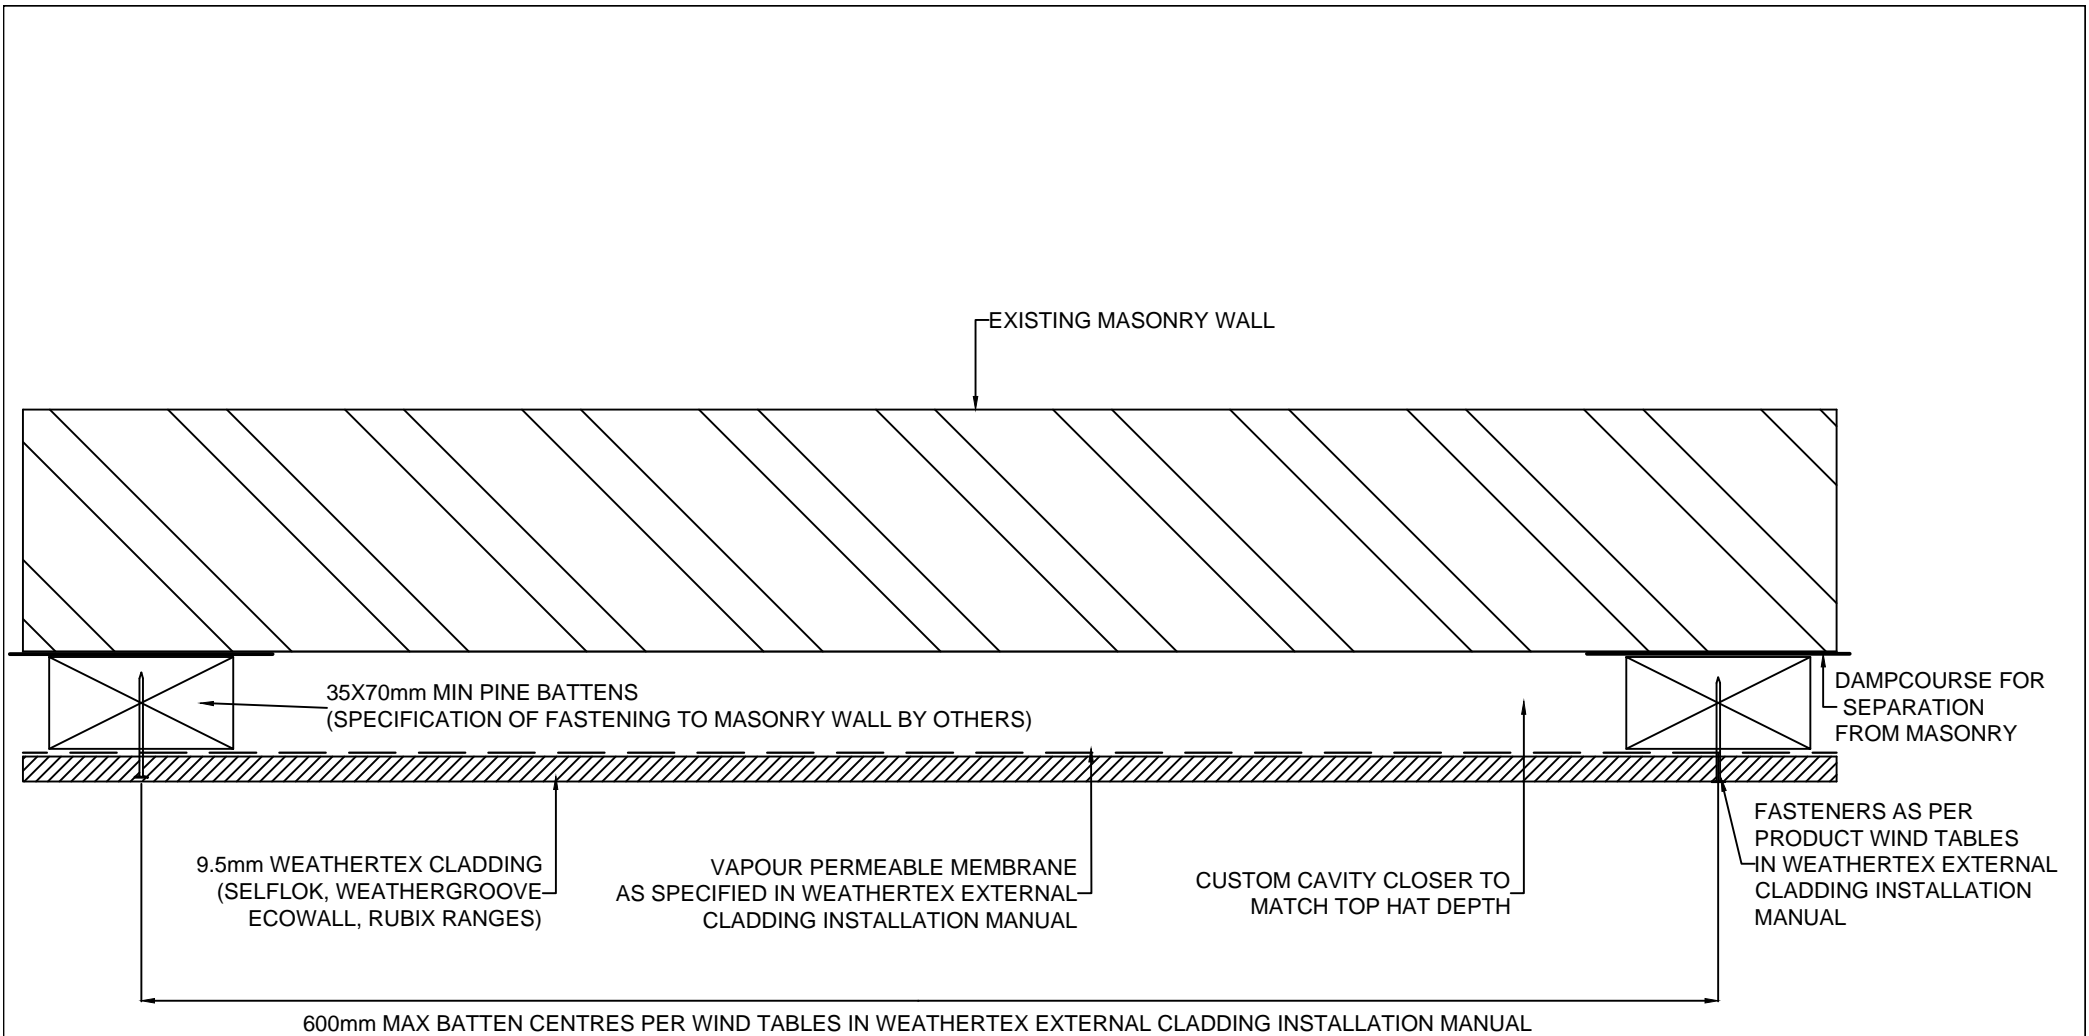 EXISTING MASONRY WALL
35X70mm MIN PINE BATTENS
(SPECIFICATION OF FASTENING TO MASONRY WALL BY OTHERS)
DAMPCOURSE FOR
SEPARATION
FROM MASONRY
9.5mm WEATHERTEX CLADDING
(SELFLOK, WEATHERGROOVE
ECOWALL, RUBIX RANGES)
VAPOUR PERMEABLE MEMBRANE
AS SPECIFIED IN WEATHERTEX EXTERNAL
CLADDING INSTALLATION MANUAL
CUSTOM CAVITY CLOSER TO
MATCH TOP HAT DEPTH
FASTENERS AS PER
PRODUCT WIND TABLES
IN WEATHERTEX EXTERNAL
CLADDING INSTALLATION
MANUAL
600mm MAX BATTEN CENTRES PER WIND TABLES IN WEATHERTEX EXTERNAL CLADDING INSTALLATION MANUAL